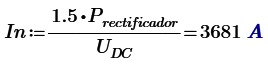 In := 1.5 • P_rectificador / U_DC = 3681 A